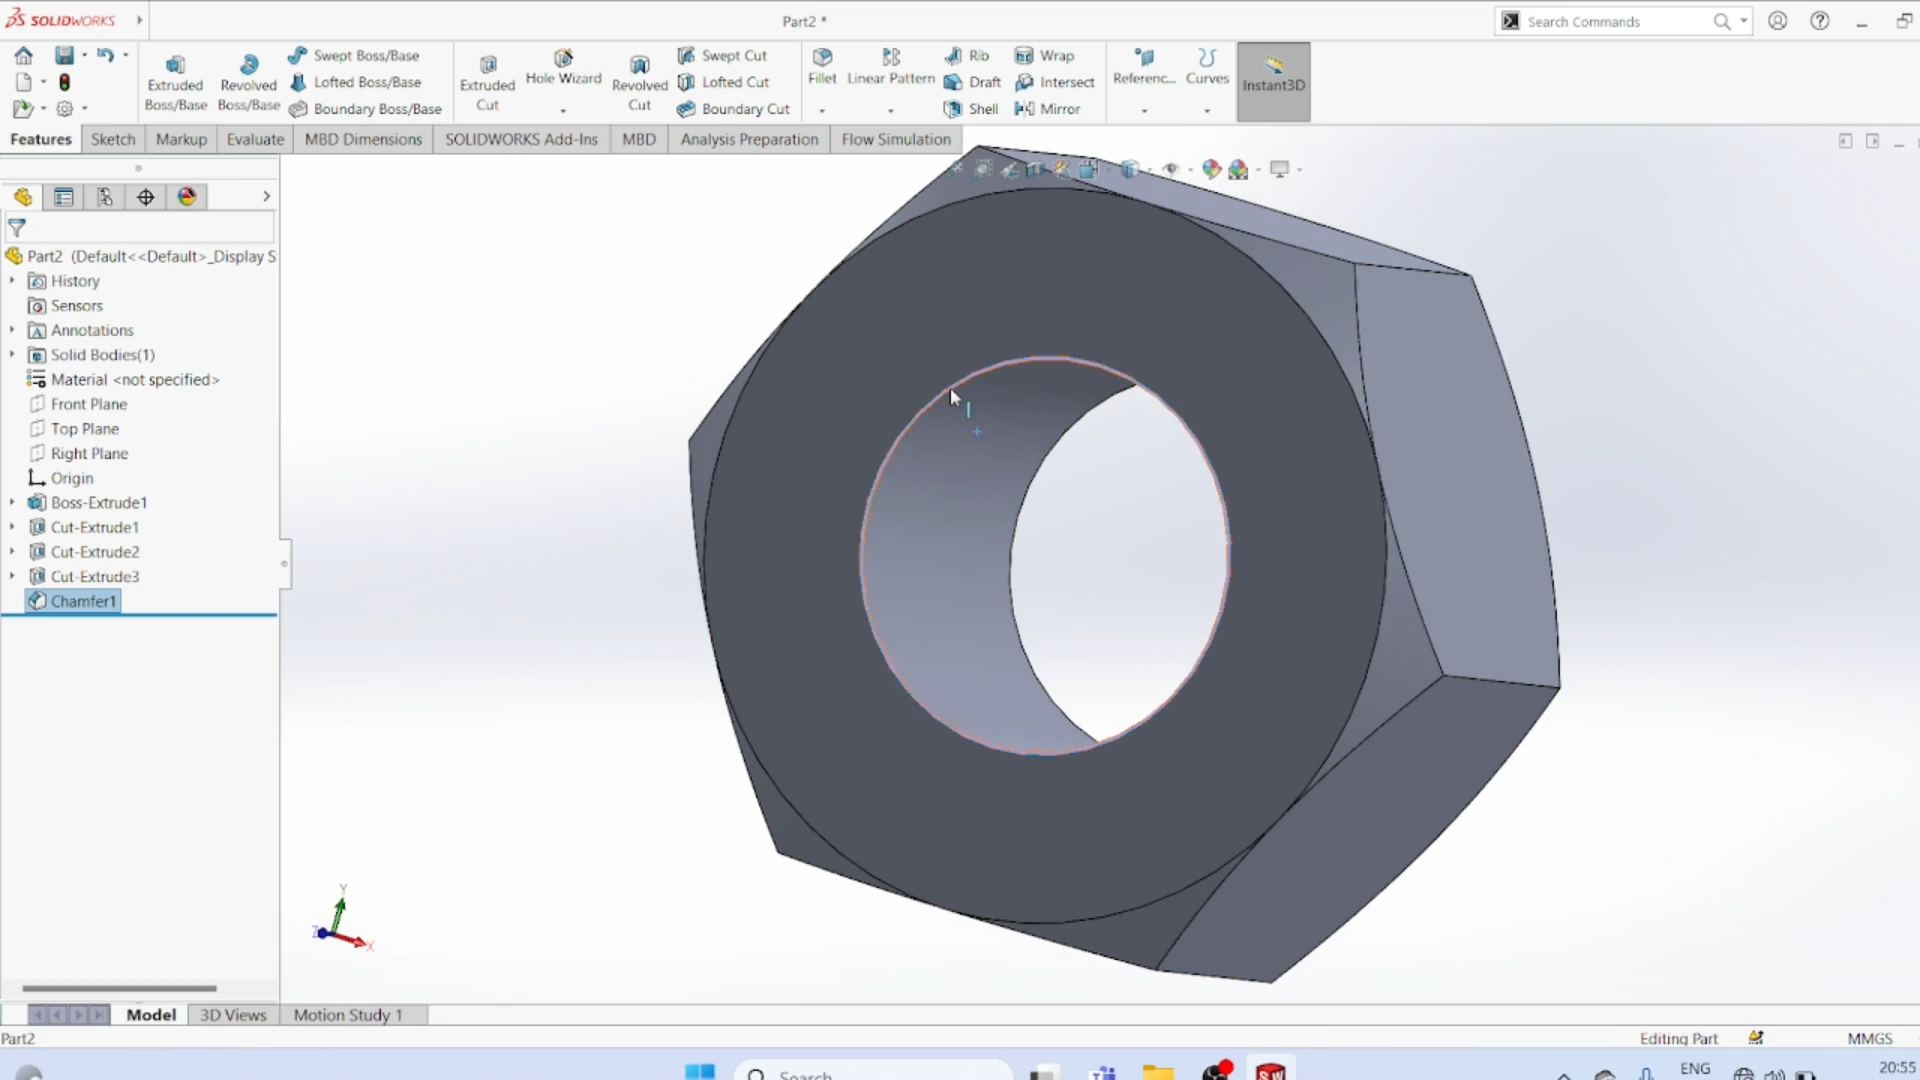 SOLIDWORKS
Part2 *
Search Commands
Extruded Boss/Base
Revolved Boss/Base
Swept Boss/Base
Lofted Boss/Base
Boundary Boss/Base
Extruded Cut
Hole Wizard
Revolved Cut
Swept Cut
Lofted Cut
Boundary Cut
Fillet
Linear Pattern
Rib
Draft
Shell
Wrap
Intersect
Mirror
Referenc...
Curves
Instant3D
Features
Sketch
Markup
Evaluate
MBD Dimensions
SOLIDWORKS Add-Ins
MBD
Analysis Preparation
Flow Simulation
Part2 (Default<<Default>_Display S
History
Sensors
Annotations
Solid Bodies(1)
Material <not specified>
Front Plane
Top Plane
Right Plane
Origin
Boss-Extrude1
Cut-Extrude1
Cut-Extrude2
Cut-Extrude3
Chamfer1
Y
Z
X
Model
3D Views
Motion Study 1
Part2
Editing Part
MMGS
Search
ENG
20:55